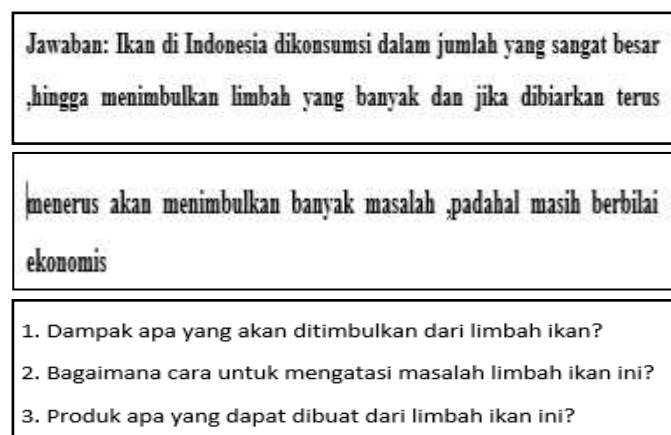 Jawaban: Ikan di Indonesia dikonsumsi dalam jumlah yang sangat besar
,hingga menimbulkan limbah yang banyak dan jika dibiarkan terus
menerus akan menimbulkan banyak masalah ,padahal masih berbilai
ekonomis
1. Dampak apa yang akan ditimbulkan dari limbah ikan?
2. Bagaimana cara untuk mengatasi masalah limbah ikan ini?
3. Produk apa yang dapat dibuat dari limbah ikan ini?